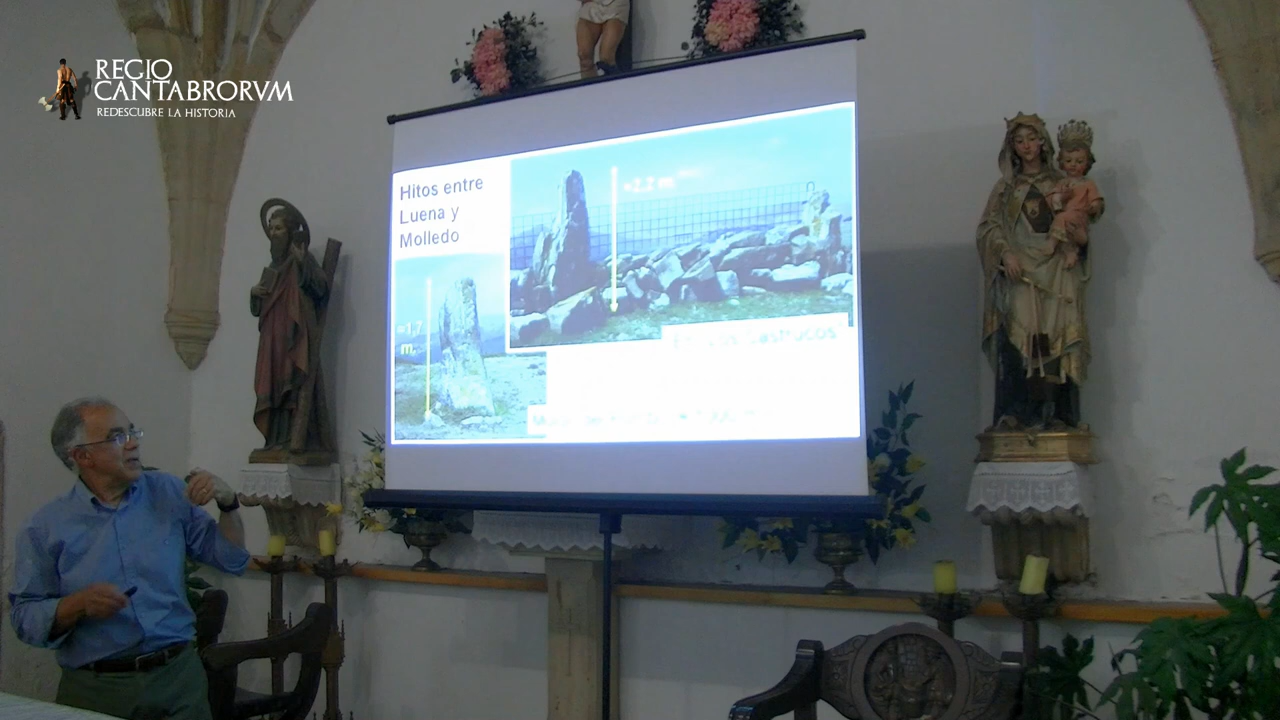 REGIO
CANTABRORVM
REDESCUBRE LA HISTORIA
Hitos entre
Luena y
Molledo
≈2,2 m
≈1,7
m.